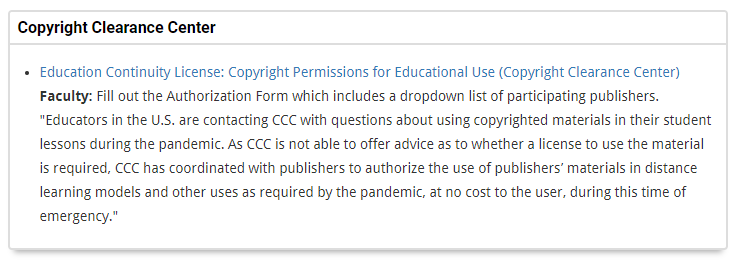 Copyright Clearance Center
Education Continuity License: Copyright Permissions for Educational Use (Copyright Clearance Center)
Faculty: Fill out the Authorization Form which includes a dropdown list of participating publishers.
"Educators in the U.S. are contacting CCC with questions about using copyrighted materials in their student
lessons during the pandemic. As CCC is not able to offer advice as to whether a license to use the material
is required, CCC has coordinated with publishers to authorize the use of publishers’ materials in distance
learning models and other uses as required by the pandemic, at no cost to the user, during this time of
emergency."